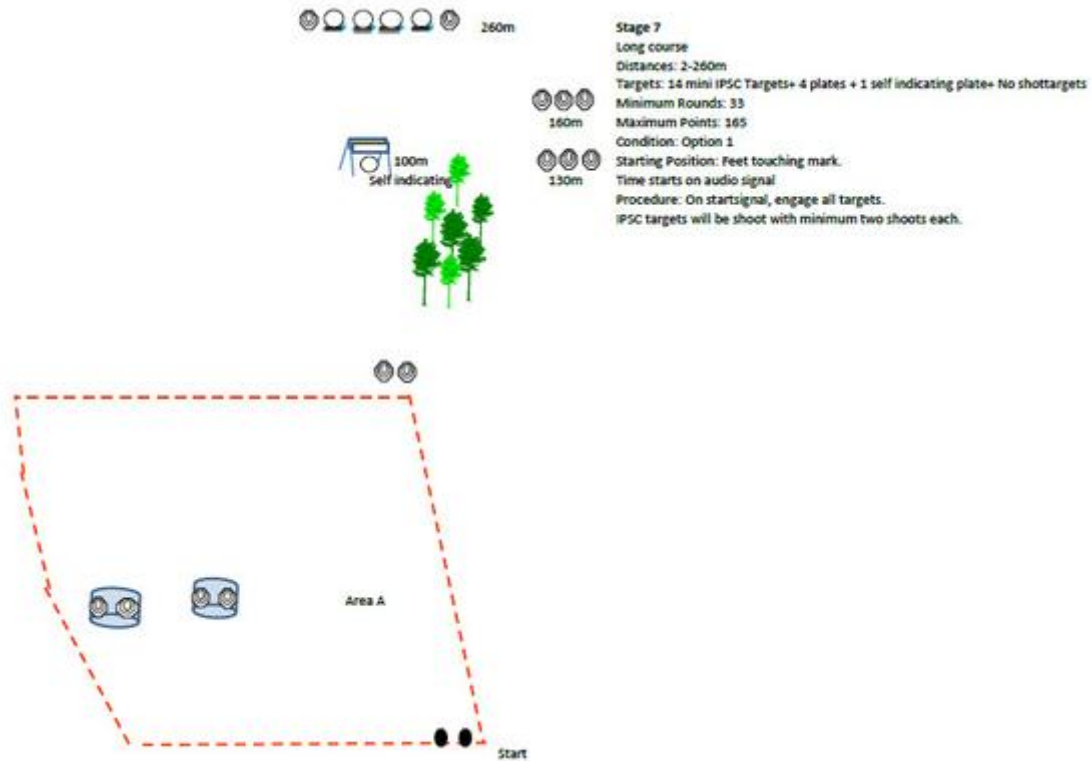 260m
Stage 7
Long course
Distances: 2-260m
Targets: 14 mini IPSC Targets+ 4 plates + 1 self indicating plate+ No shottargets
Minimum Rounds: 33
160m
Maximum Points: 165
Condition: Option 1
100m
Starting Position: Feet touching mark.
Self indicating
130m
Time starts on audio signal
Procedure: On startsignal, engage all targets.
IPSC targets will be shoot with minimum two shoots each.
Area A
Start